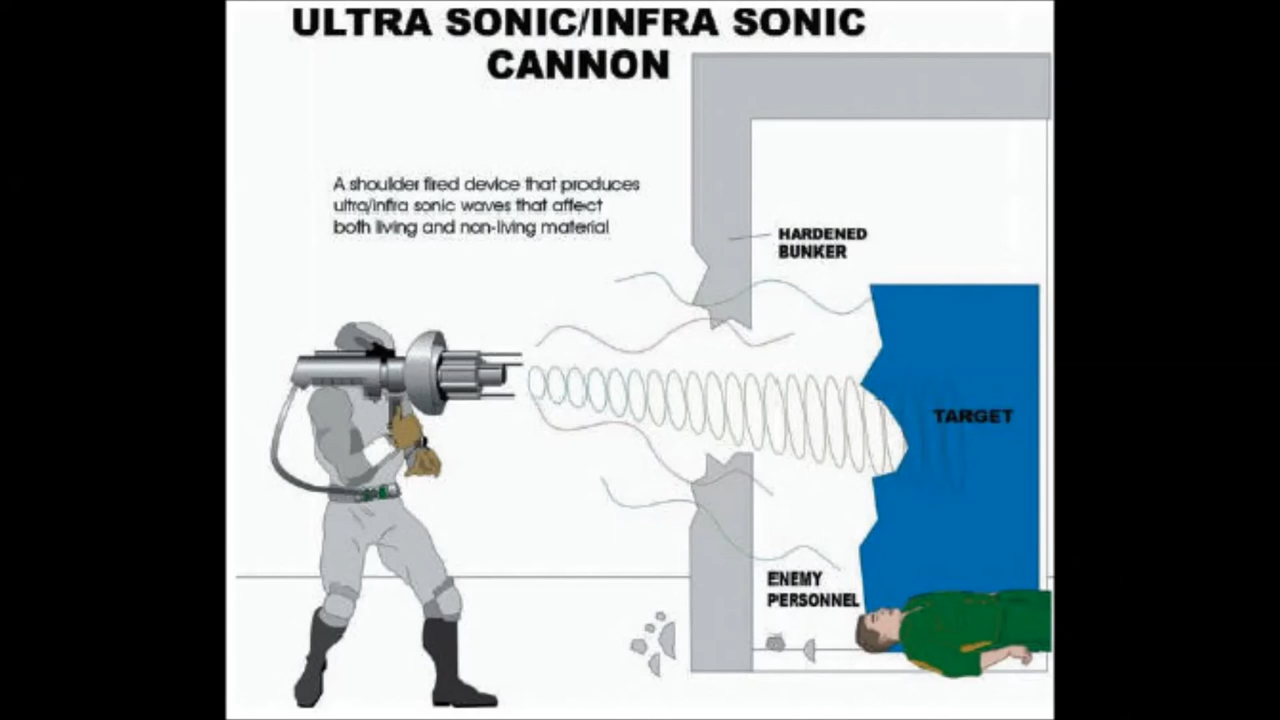 ULTRA SONIC/INFRA SONIC
CANNON
A shoulder fired device that produces
ultra/infra sonic waves that affect
both living and non-living material
HARDENED
BUNKER
TARGET
ENEMY
PERSONNEL